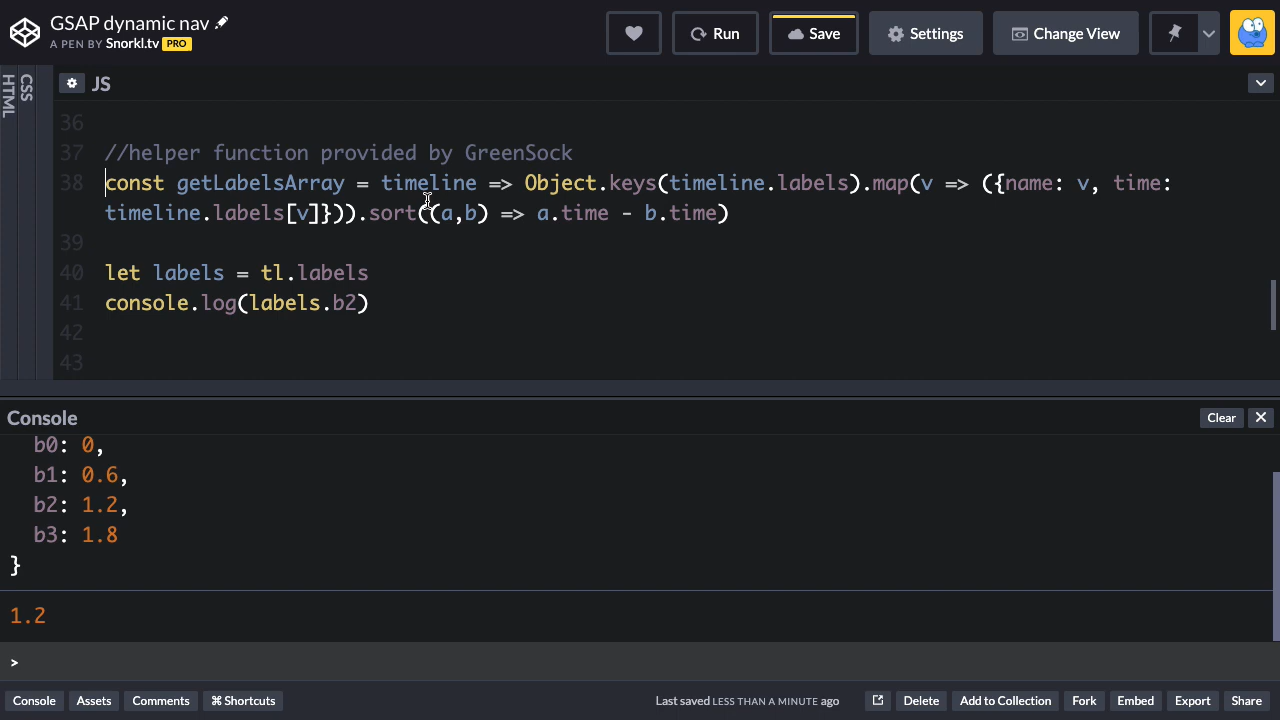 GSAP dynamic nav
A PEN BY Snorkl.tv PRO
Run
Save
Settings
Change View
HTML
CSS
JS
36
37 //helper function provided by GreenSock
38 const getLabelsArray = timeline => Object.keys(timeline.labels).map(v => ({name: v, time:
timeline.labels[v]})).sort((a,b) => a.time - b.time)
39
40 let labels = tl.labels
41 console.log(labels.b2)
42
43
Console
Clear
b0: 0,
b1: 0.6,
b2: 1.2,
b3: 1.8
}
1.2
>
Console Assets Comments ⌘ Shortcuts Last saved LESS THAN A MINUTE ago Delete Add to Collection Fork Embed Export Share